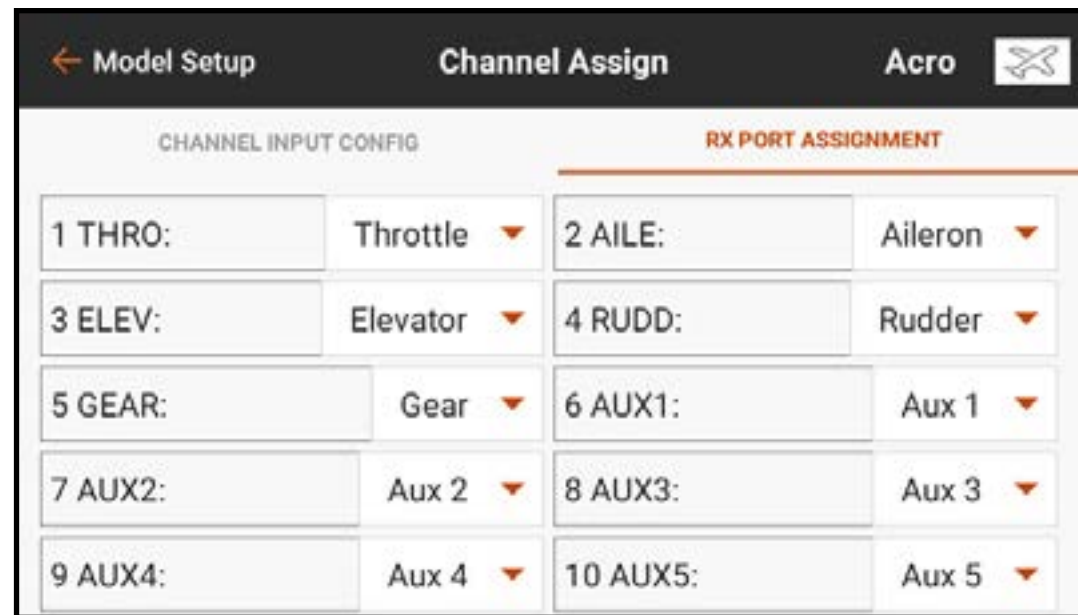 Model Setup Channel Assign Acro
CHANNEL INPUT CONFIG RX PORT ASSIGNMENT
1 THRO: Throttle 2 AILE: Aileron
3 ELEV: Elevator 4 RUDD: Rudder
5 GEAR: Gear 6 AUX1: Aux 1
7 AUX2: Aux 2 8 AUX3: Aux 3
9 AUX4: Aux 4 10 AUX5: Aux 5